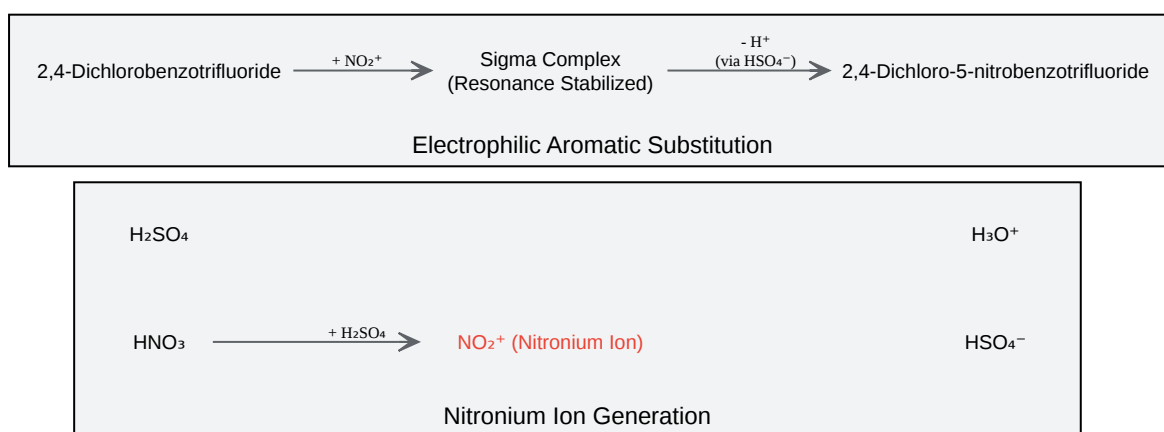 2,4-Dichlorobenzotrifluoride
+ NO₂⁺
Sigma Complex
(Resonance Stabilized)
- H⁺
(via HSO₄⁻)
2,4-Dichloro-5-nitrobenzotrifluoride
Electrophilic Aromatic Substitution
H₂SO₄
H₃O⁺
HNO₃
+ H₂SO₄
NO₂⁺ (Nitronium Ion)
HSO₄⁻
Nitronium Ion Generation